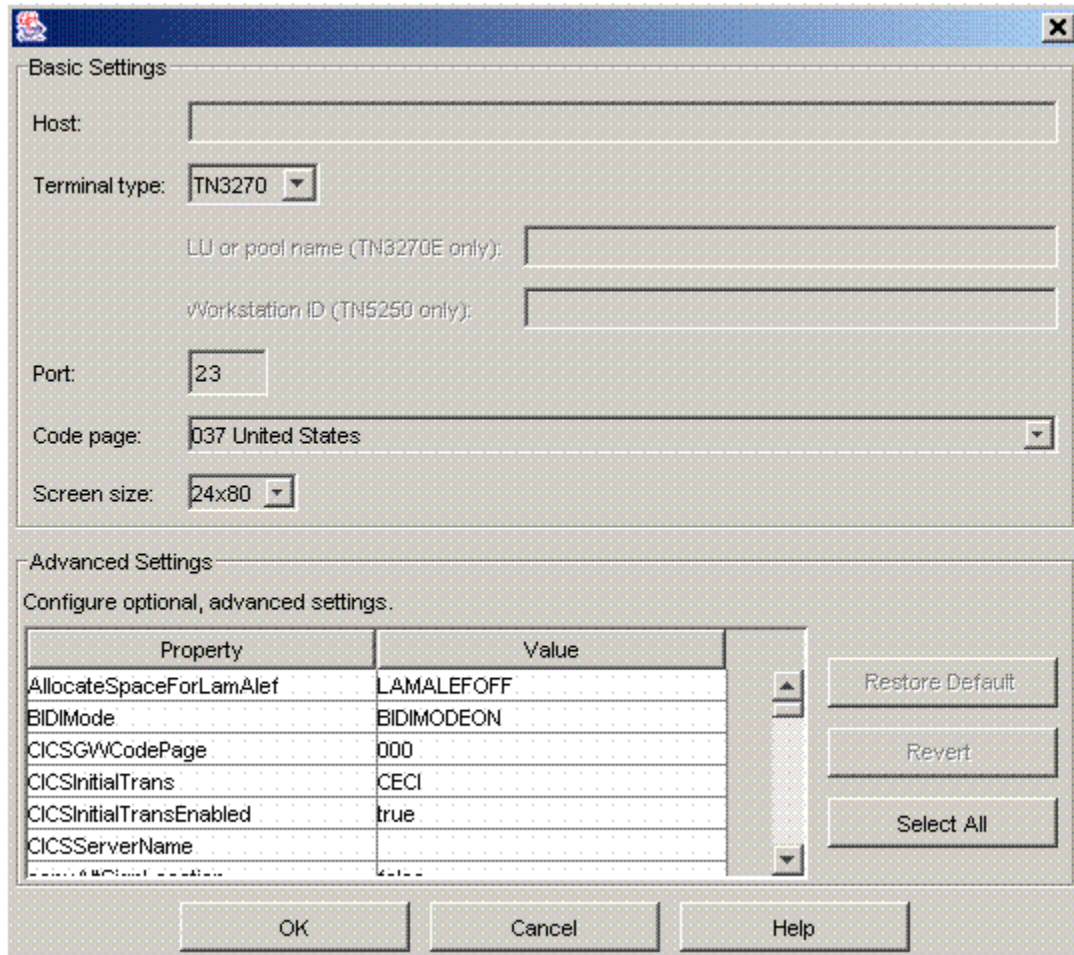 Basic Settings
Host:
Terminal type: TN3270
LU or pool name (TN3270E only):
Workstation ID (TN5250 only):
Port: 23
Code page: 037 United States
Screen size: 24x80
Advanced Settings
Configure optional, advanced settings.
Property Value
AllocateSpaceForLamAlef LAMALEFOFF
BIDIMode BIDIMODEON
CICSGWCodePage 000
CICSInitialTrans CECI
CICSInitialTransEnabled true
CICSServerName
false
Restore Default
Revert
Select All
OK Cancel Help